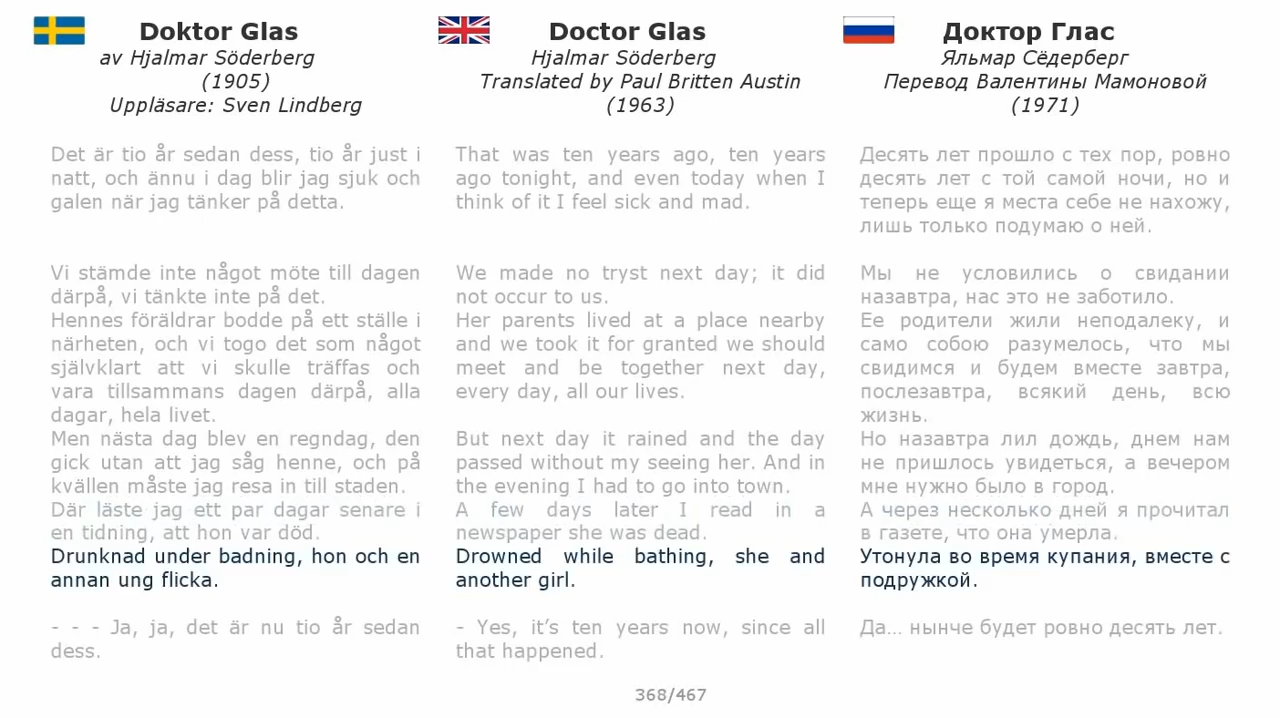 Doktor Glas
av Hjalmar Söderberg
(1905)
Uppläsare: Sven Lindberg
Det är tio år sedan dess, tio år just i
natt, och ännu i dag blir jag sjuk och
galen när jag tänker på detta.
Vi stämde inte något möte till dagen
därpå, vi tänkte inte på det.
Hennes föräldrar bodde på ett ställe i
närheten, och vi togo det som något
självklart att vi skulle träffas och
vara tillsammans dagen därpå, alla
dagar, hela livet.
Men nästa dag blev en regndag, den
gick utan att jag såg henne, och på
kvällen måste jag resa in till staden.
Där läste jag ett par dagar senare i
en tidning, att hon var död.
Drunknad under badning, hon och en
annan ung flicka.
- - - Ja, ja, det är nu tio år sedan
dess.
Doctor Glas
Hjalmar Söderberg
Translated by Paul Britten Austin
(1963)
That was ten years ago, ten years
ago tonight, and even today when I
think of it I feel sick and mad.
We made no tryst next day; it did
not occur to us.
Her parents lived at a place nearby
and we took it for granted we should
meet and be together next day,
every day, all our lives.
But next day it rained and the day
passed without my seeing her. And in
the evening I had to go into town.
A few days later I read in a
newspaper she was dead.
Drowned while bathing, she and
another girl.
- Yes, it’s ten years now, since all
that happened.
Доктор Глас
Яльмар Сёдерберг
Перевод Валентины Мамоновой
(1971)
Десять лет прошло с тех пор, ровно
десять лет с той самой ночи, но и
теперь еще я места себе не нахожу,
лишь только подумаю о ней.
Мы не условились о свидании
назавтра, нас это не заботило.
Ее родители жили неподалеку, и
само собою разумелось, что мы
свидимся и будем вместе завтра,
послезавтра, всякий день, всю
жизнь.
Но назавтра лил дождь, днем нам
не пришлось увидеться, а вечером
мне нужно было в город.
А через несколько дней я прочитал
в газете, что она умерла.
Утонула во время купания, вместе с
подружкой.
Да… нынче будет ровно десять лет.
368/467